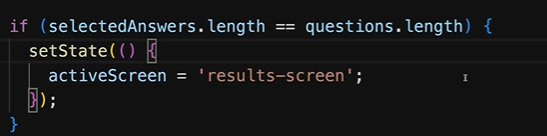 if (selectedAnswers.length == questions.length) {
  setState(() {
    activeScreen = 'results-screen';
  });
}